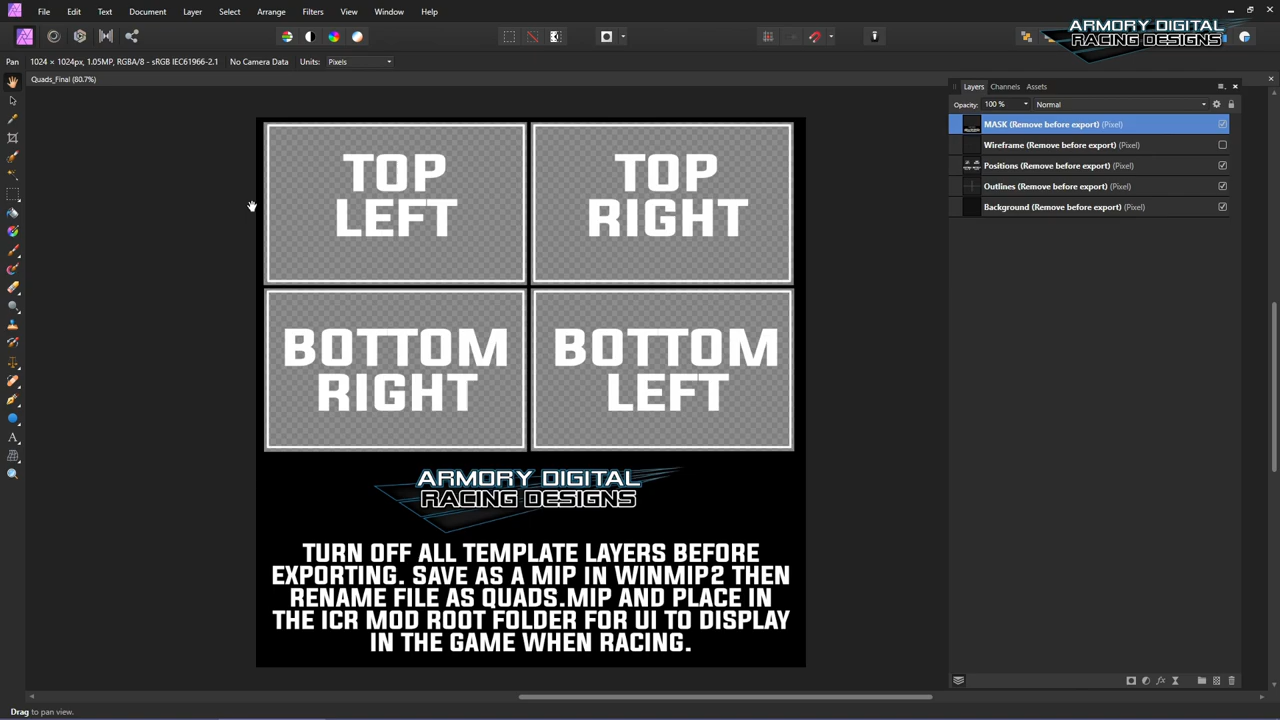 File Edit Text Document Layer Select Arrange Filters View Window Help
ARMORY DIGITAL
RACING DESIGNS
Pan 1024 × 1024px, 1.05MP, RGBA/8 - sRGB IEC61966-2.1 No Camera Data Units: Pixels
Quads_Final (80.7%)
Layers Channels Assets
Opacity: 100 % Normal
MASK (Remove before export) (Pixel)
Wireframe (Remove before export) (Pixel)
Positions (Remove before export) (Pixel)
Outlines (Remove before export) (Pixel)
Background (Remove before export) (Pixel)
TOP
LEFT
TOP
RIGHT
BOTTOM
RIGHT
BOTTOM
LEFT
ARMORY DIGITAL
RACING DESIGNS
TURN OFF ALL TEMPLATE LAYERS BEFORE
EXPORTING. SAVE AS A MIP IN WINMIP2 THEN
RENAME FILE AS QUADS.MIP AND PLACE IN
THE ICR MOD ROOT FOLDER FOR UI TO DISPLAY
IN THE GAME WHEN RACING.
Drag to pan view.